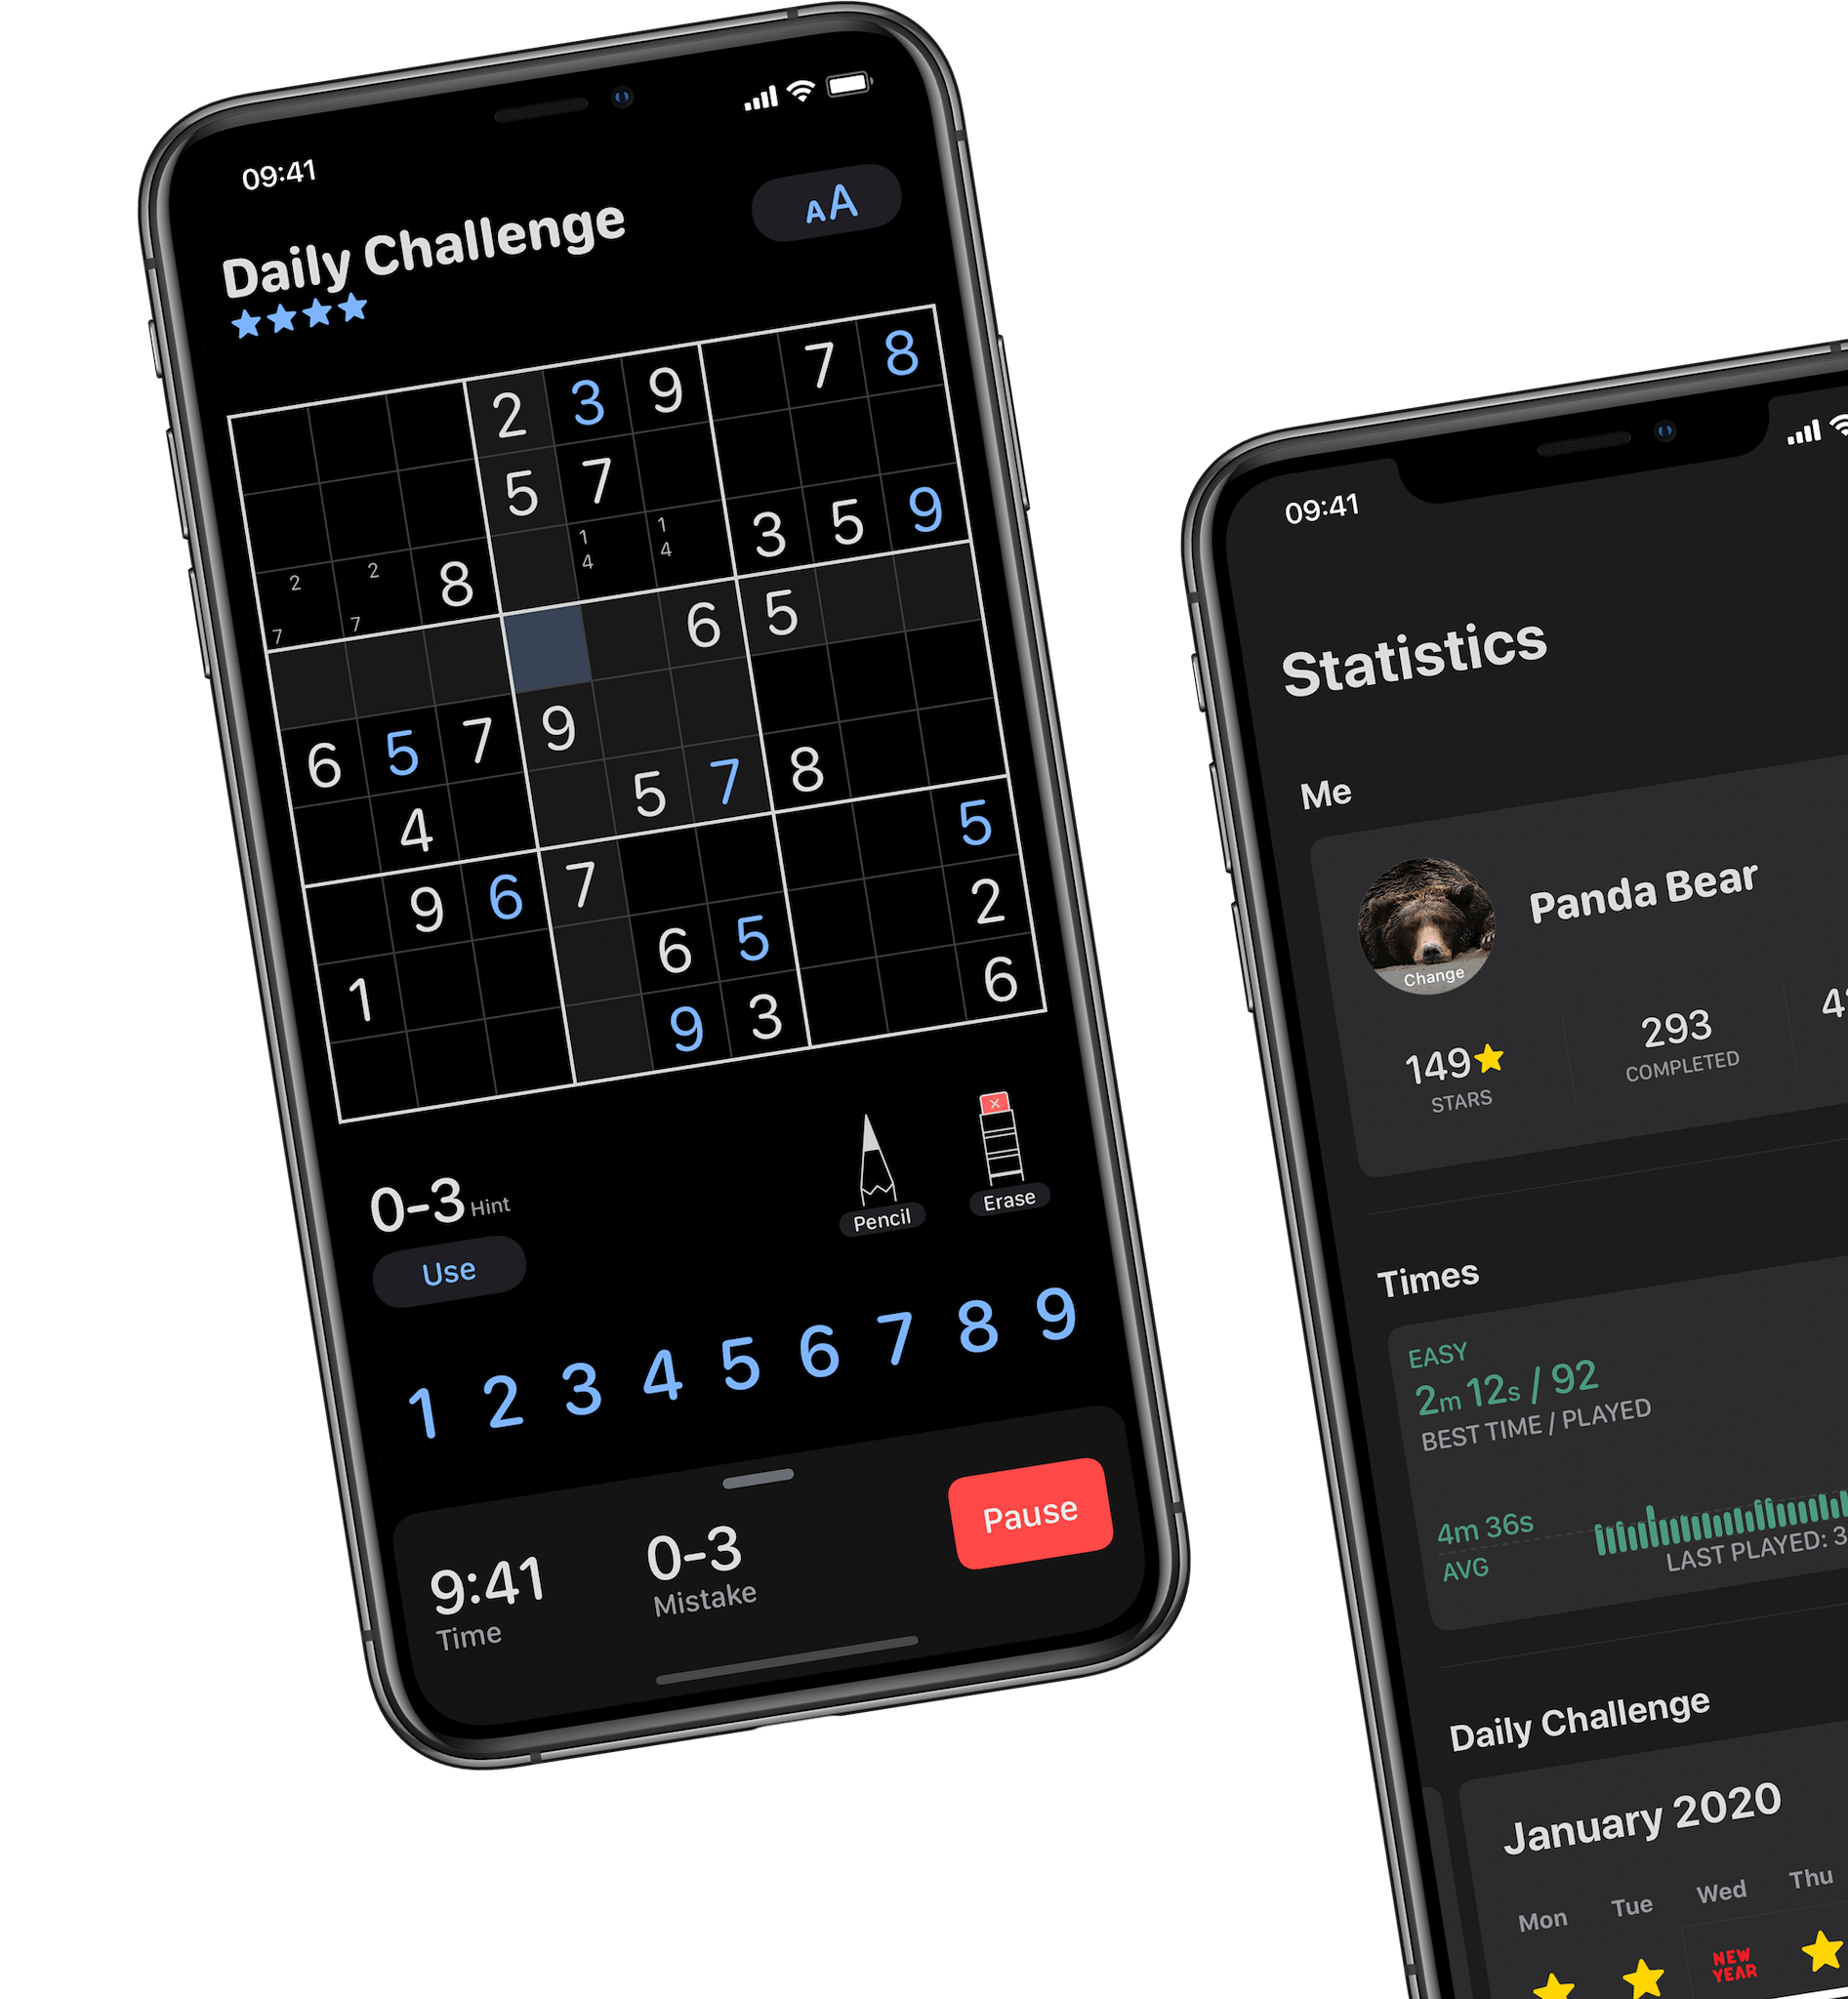 09:41
Daily Challenge
AA
2 3 9 7 8
5 7
2 7 2 7 8 1 4 1 4 3 5 9
6 5
6 5 7 9
4 5 7 8
9 6 7 5
1 6 5 2
9 3 6
0-3 Hint
Use
Pencil
Erase
1 2 3 4 5 6 7 8 9
9:41
Time
0-3
Mistake
Pause
09:41
Statistics
Me
Panda Bear
Change
149
STARS
293
COMPLETED
Times
EASY
2m 12s / 92
BEST TIME / PLAYED
4m 36s
AVG
LAST PLAYED: 3
Daily Challenge
January 2020
Mon Tue Wed Thu
NEW
YEAR